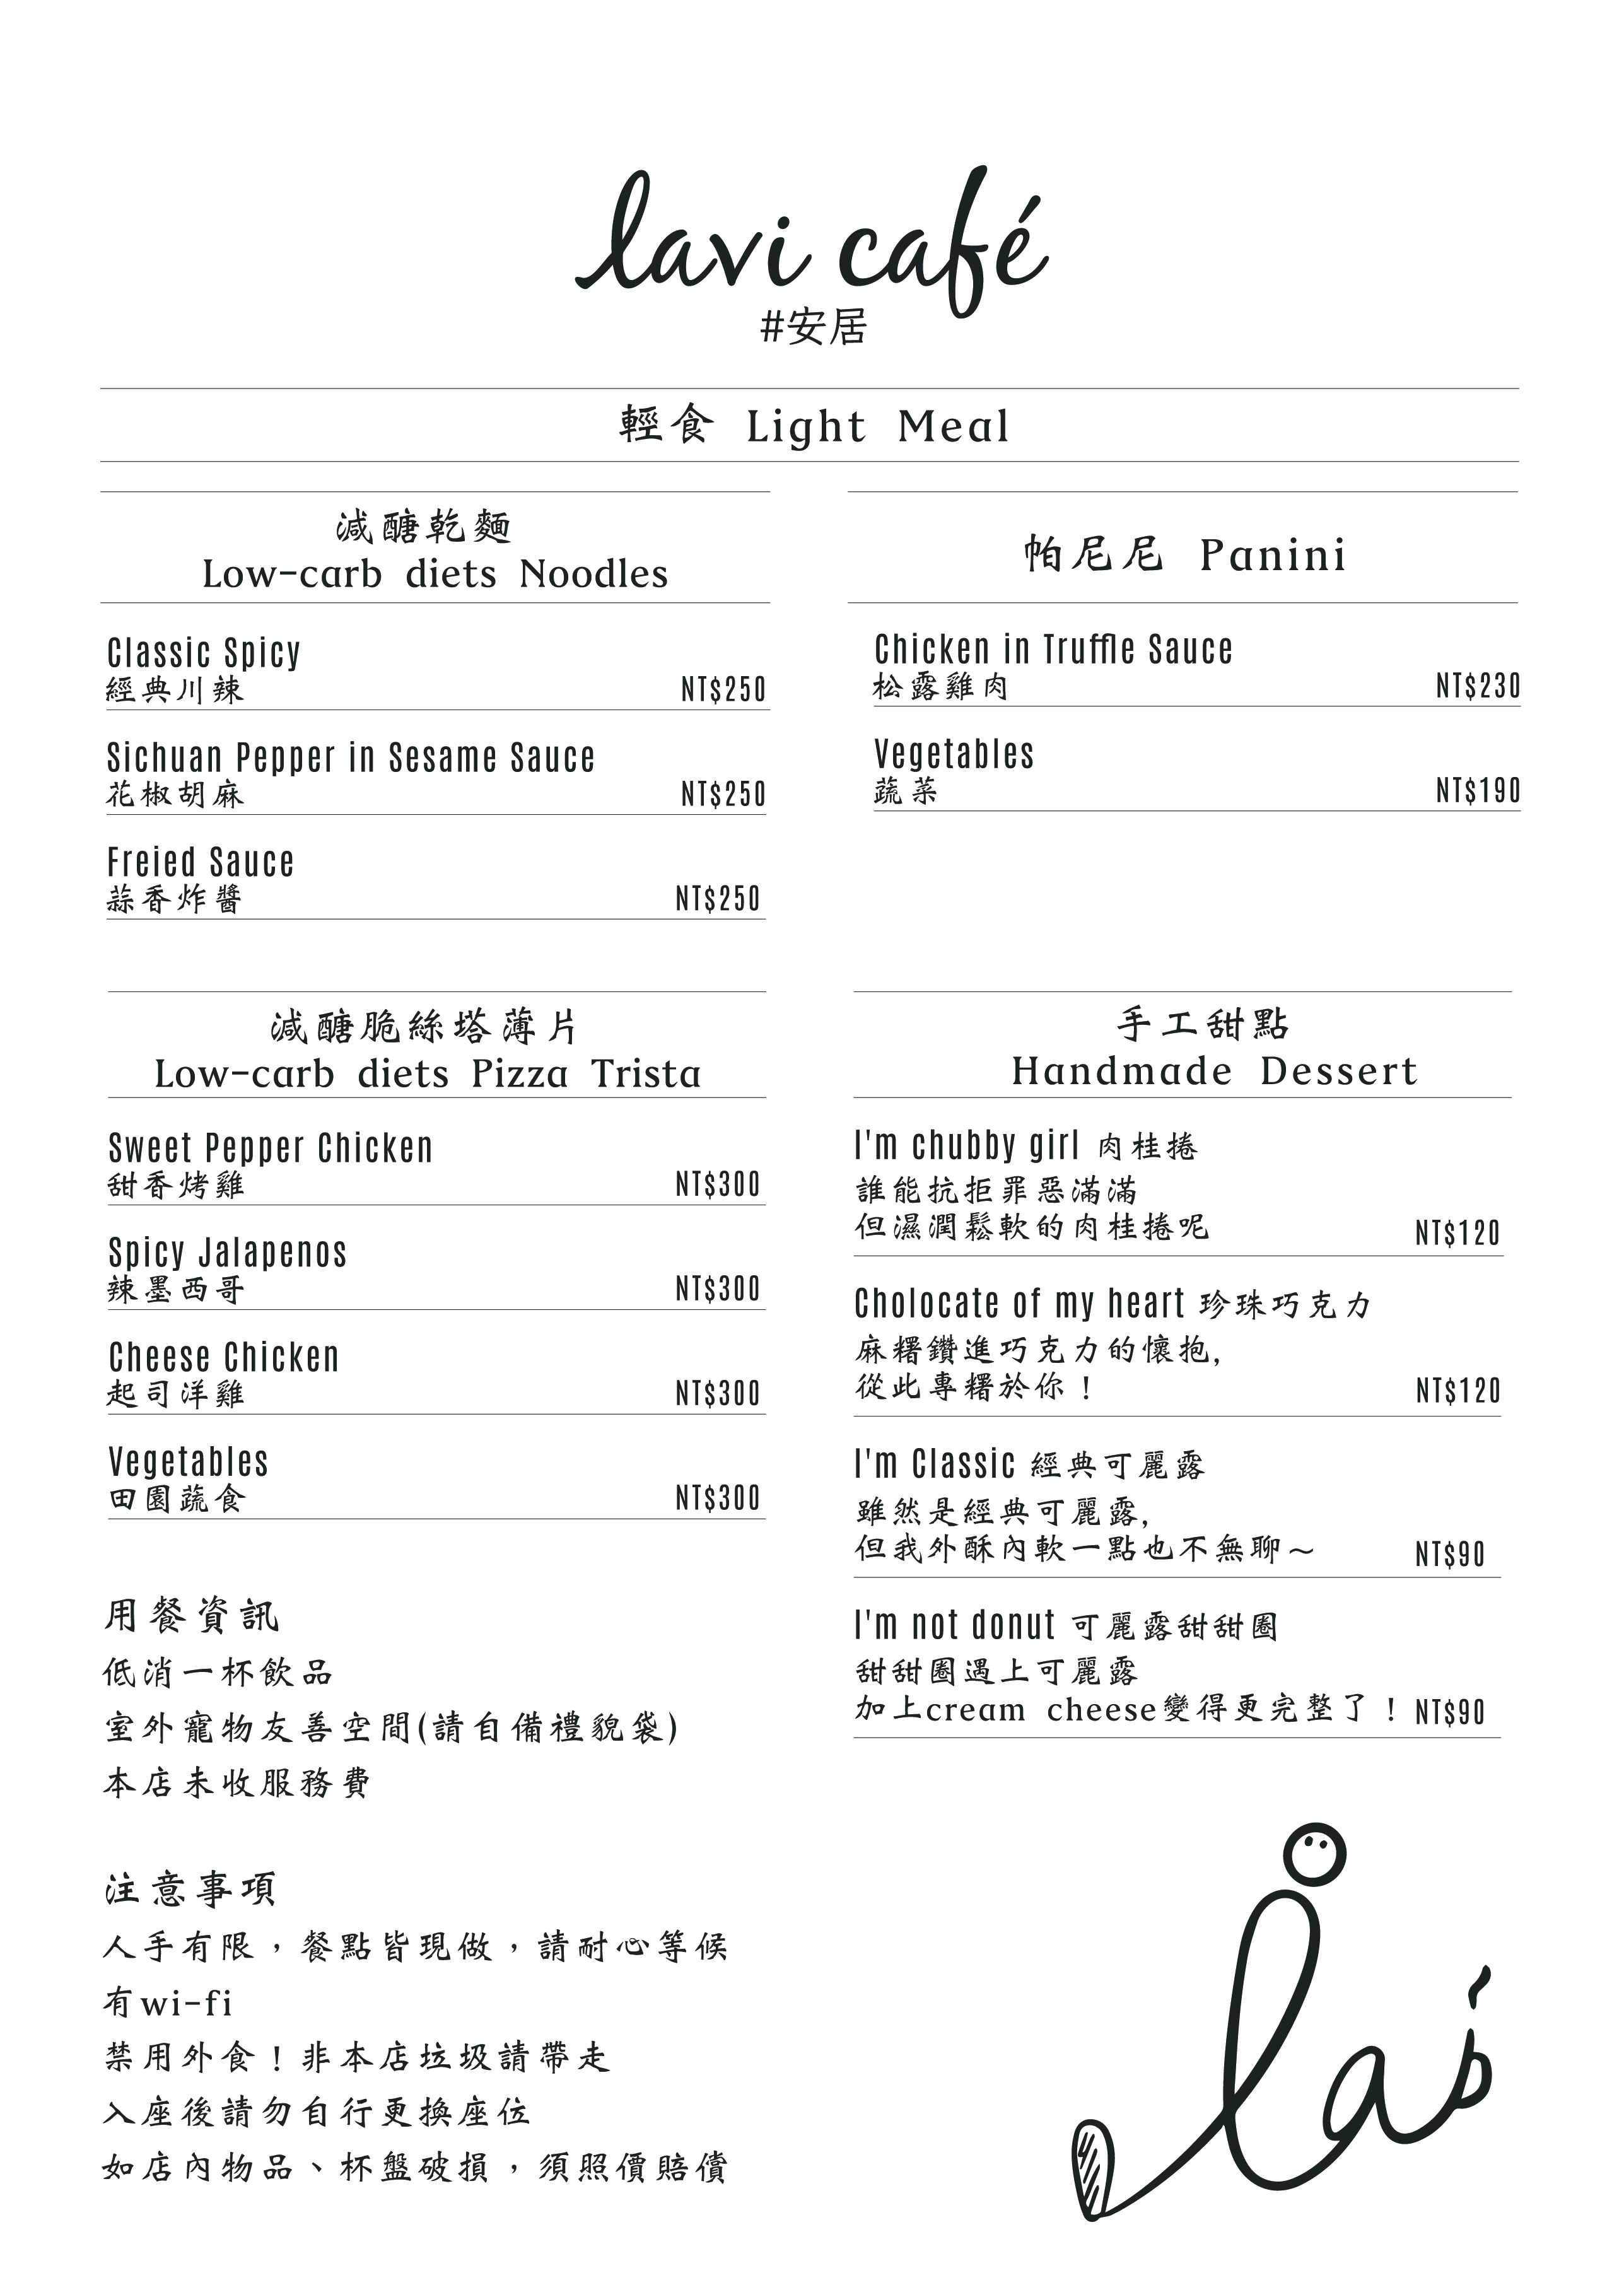 lavi café
#安居
輕食 Light Meal
減醣乾麵
Low-carb diets Noodles
Classic Spicy
經典川辣 NT$250
Sichuan Pepper in Sesame Sauce
花椒胡麻 NT$250
Freied Sauce
蒜香炸醬 NT$250
帕尼尼 Panini
Chicken in Truffle Sauce
松露雞肉 NT$230
Vegetables
蔬菜 NT$190
減醣脆絲塔薄片
Low-carb diets Pizza Trista
Sweet Pepper Chicken
甜香烤雞 NT$300
Spicy Jalapenos
辣墨西哥 NT$300
Cheese Chicken
起司洋雞 NT$300
Vegetables
田園蔬食 NT$300
手工甜點
Handmade Dessert
I'm chubby girl 肉桂捲
誰能抗拒罪惡滿滿
但濕潤鬆軟的肉桂捲呢 NT$120
Cholocate of my heart 珍珠巧克力
麻糬鑽進巧克力的懷抱,
從此專糬於你！ NT$120
I'm Classic 經典可麗露
雖然是經典可麗露,
但我外酥內軟一點也不無聊~ NT$90
I'm not donut 可麗露甜甜圈
甜甜圈遇上可麗露
加上cream cheese變得更完整了！ NT$90
用餐資訊
低消一杯飲品
室外寵物友善空間(請自備禮貌袋)
本店未收服務費
注意事項
人手有限，餐點皆現做，請耐心等候
有wi-fi
禁用外食！非本店垃圾請帶走
入座後請勿自行更換座位
如店內物品、杯盤破損，須照價賠償